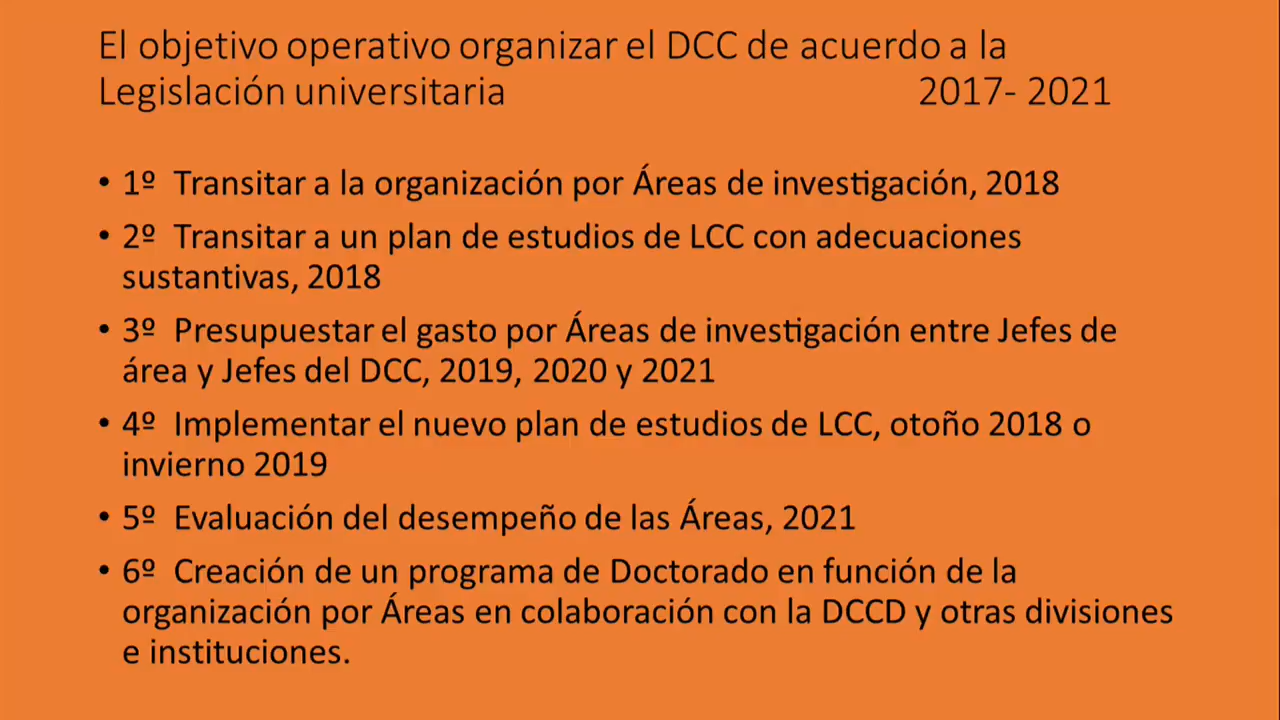 El objetivo operativo organizar el DCC de acuerdo a la
Legislación universitaria 2017- 2021
• 1º Transitar a la organización por Áreas de investigación, 2018
• 2º Transitar a un plan de estudios de LCC con adecuaciones
sustantivas, 2018
• 3º Presupuestar el gasto por Áreas de investigación entre Jefes de
área y Jefes del DCC, 2019, 2020 y 2021
• 4º Implementar el nuevo plan de estudios de LCC, otoño 2018 o
invierno 2019
• 5º Evaluación del desempeño de las Áreas, 2021
• 6º Creación de un programa de Doctorado en función de la
organización por Áreas en colaboración con la DCCD y otras divisiones
e instituciones.